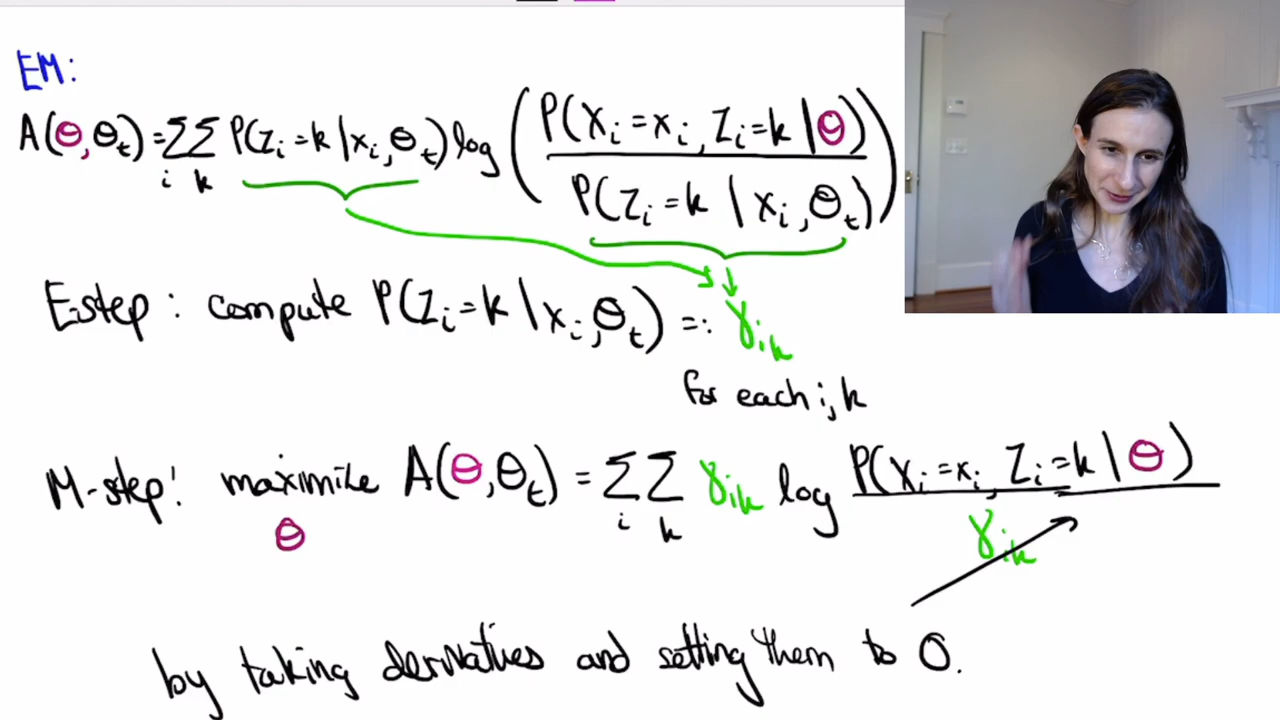 EM:
A(θ,θₜ)=∑ᵢ∑ₖ P(Zᵢ=k|xᵢ,θₜ) log (P(Xᵢ=xᵢ,Zᵢ=k|θ) / P(Zᵢ=k|xᵢ,θₜ))
E-step: compute P(Zᵢ=k|xᵢ,θₜ)=:γᵢₖ
for each i,k
M-step: maximize A(θ,θₜ)=∑ᵢ∑ₖ γᵢₖ log P(Xᵢ=xᵢ,Zᵢ=k|θ) / γᵢₖ
θ
by taking derivatives and setting them to 0.